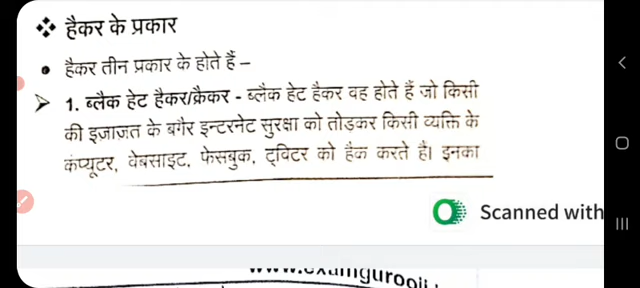 ❖ हैकर के प्रकार
• हैकर तीन प्रकार के होते हैं –
➤ 1. ब्लैक हेट हैकर/क्रैकर - ब्लैक हेट हैकर वह होते हैं जो किसी
की इज़ाजत के बगैर इन्टरनेट सुरक्षा को तोड़कर किसी व्यक्ति के
कंप्यूटर, वेबसाइट, फेसबुक, ट्विटर को हैक करते है। इनका
Scanned with